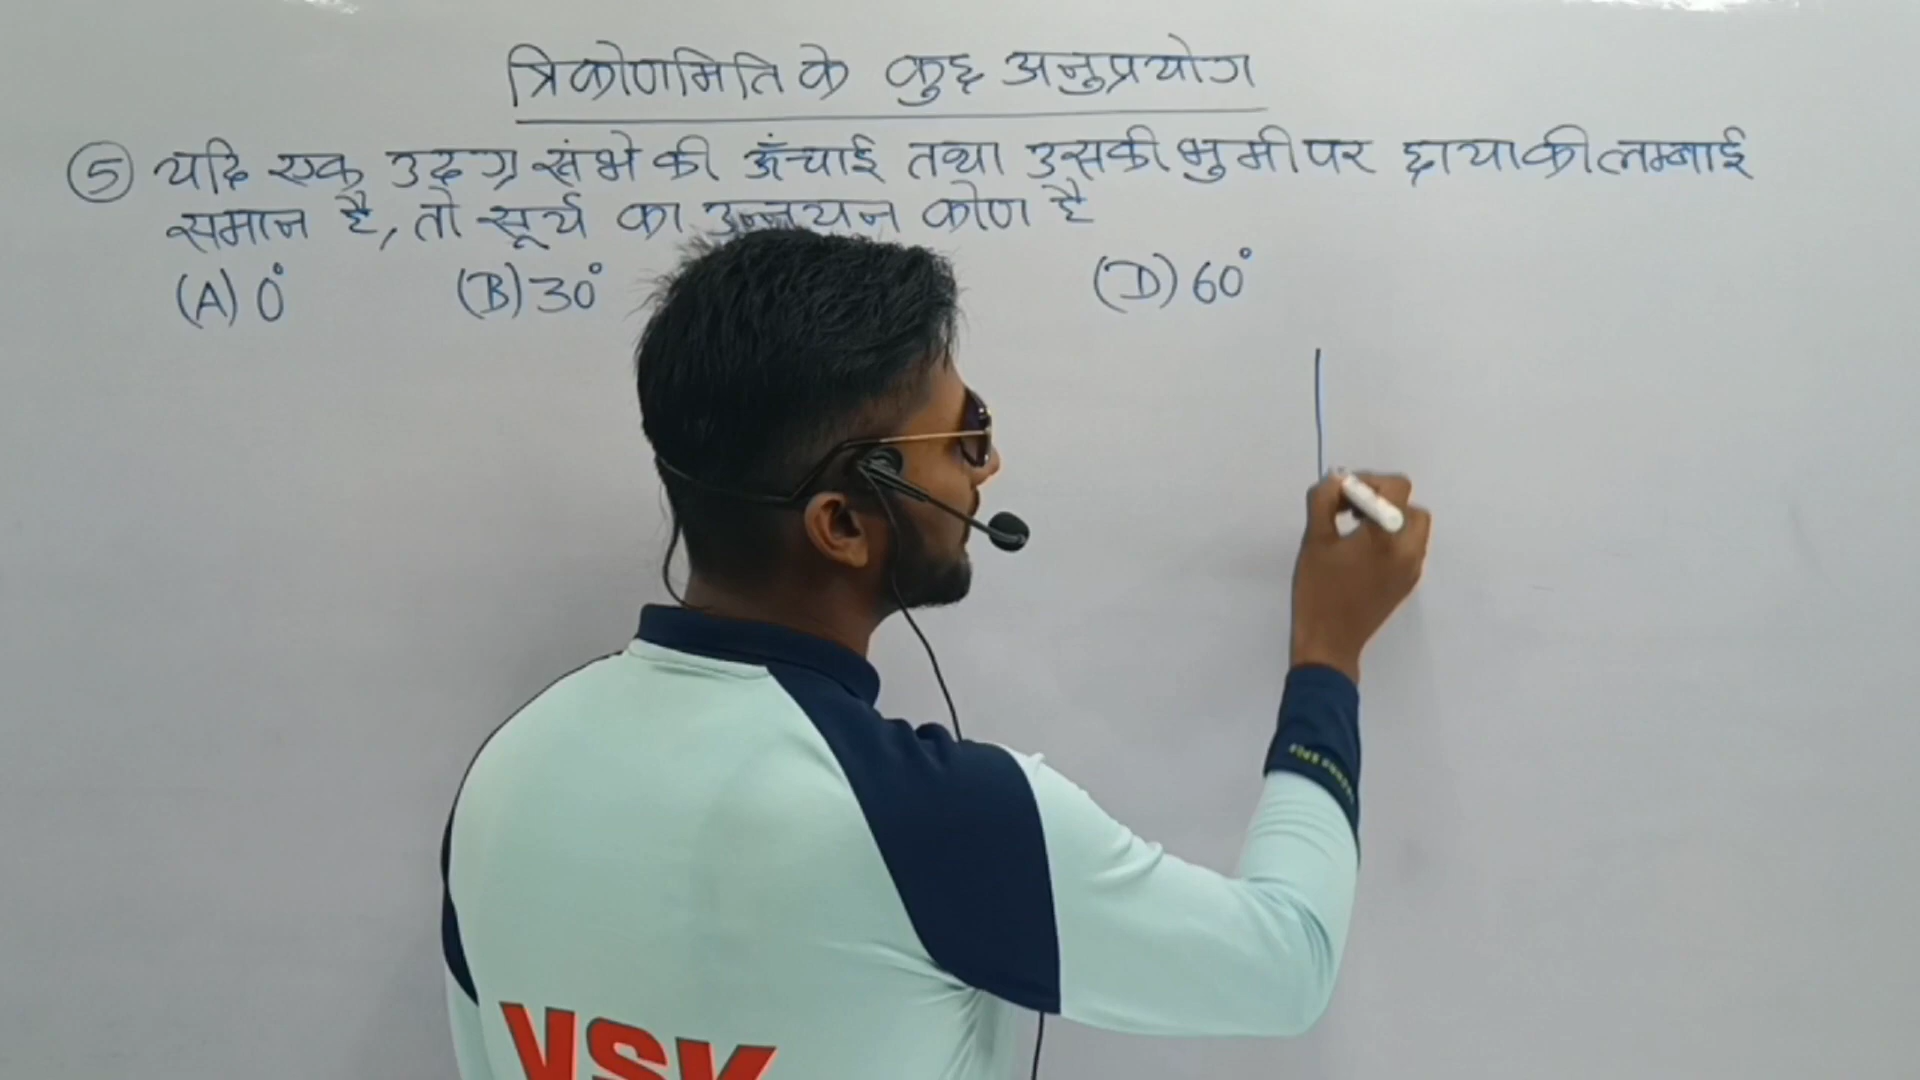 त्रिकोणमिति के कुछ अनुप्रयोग
⑤ यदि एक उदग्र खंभे की ऊँचाई तथा उसकी भुमी पर छाया की लम्बाई
समान है, तो सूर्य का उन्नयन कोण है
(A) 0° (B) 30° (D) 60°
VSK